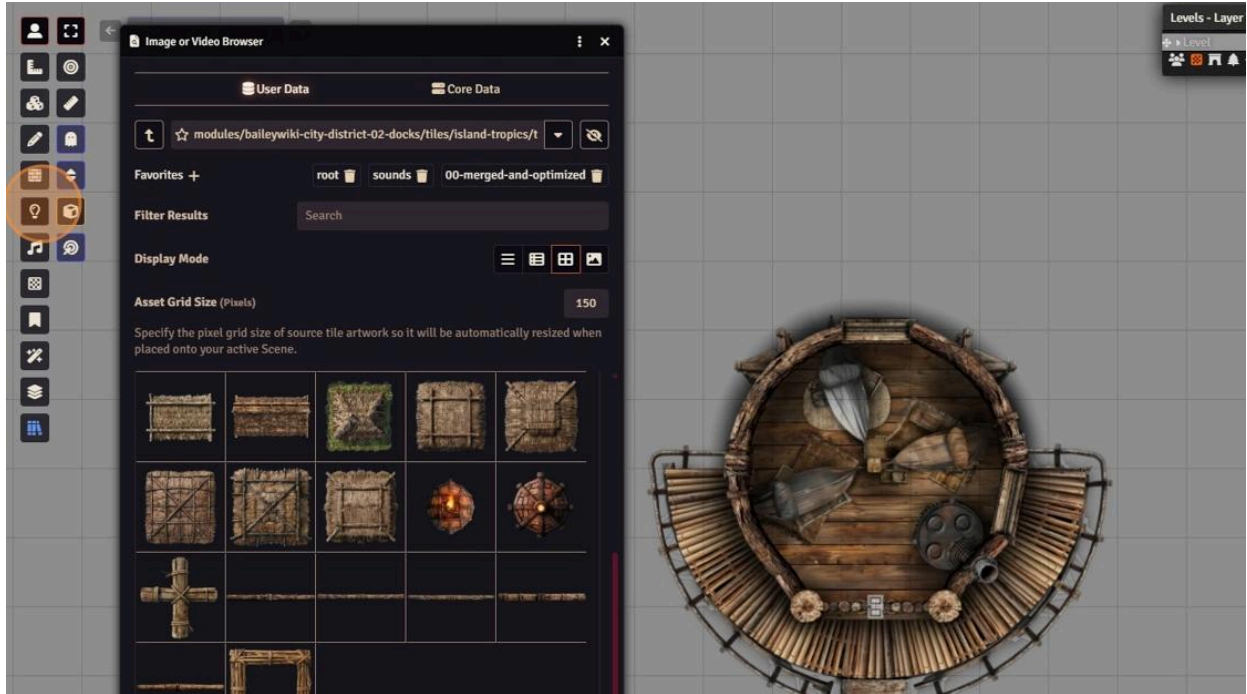 Image or Video Browser
User Data
Core Data
modules/baileywiki-city-district-02-docks/tiles/island-tropics/t
Favorites +
root
sounds
00-merged-and-optimized
Filter Results
Search
Display Mode
Asset Grid Size (Pixels)
150
Specify the pixel grid size of source tile artwork so it will be automatically resized when
placed onto your active Scene.
Levels - Layer
Level